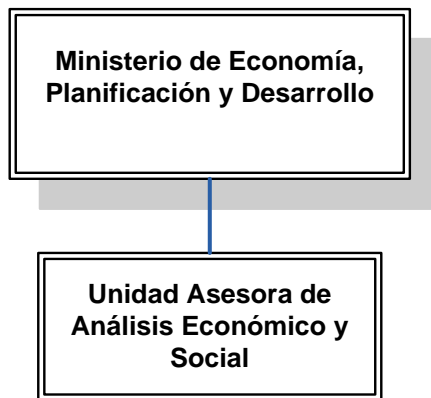 Ministerio de Economía,
Planificación y Desarrollo
Unidad Asesora de
Análisis Económico y
Social